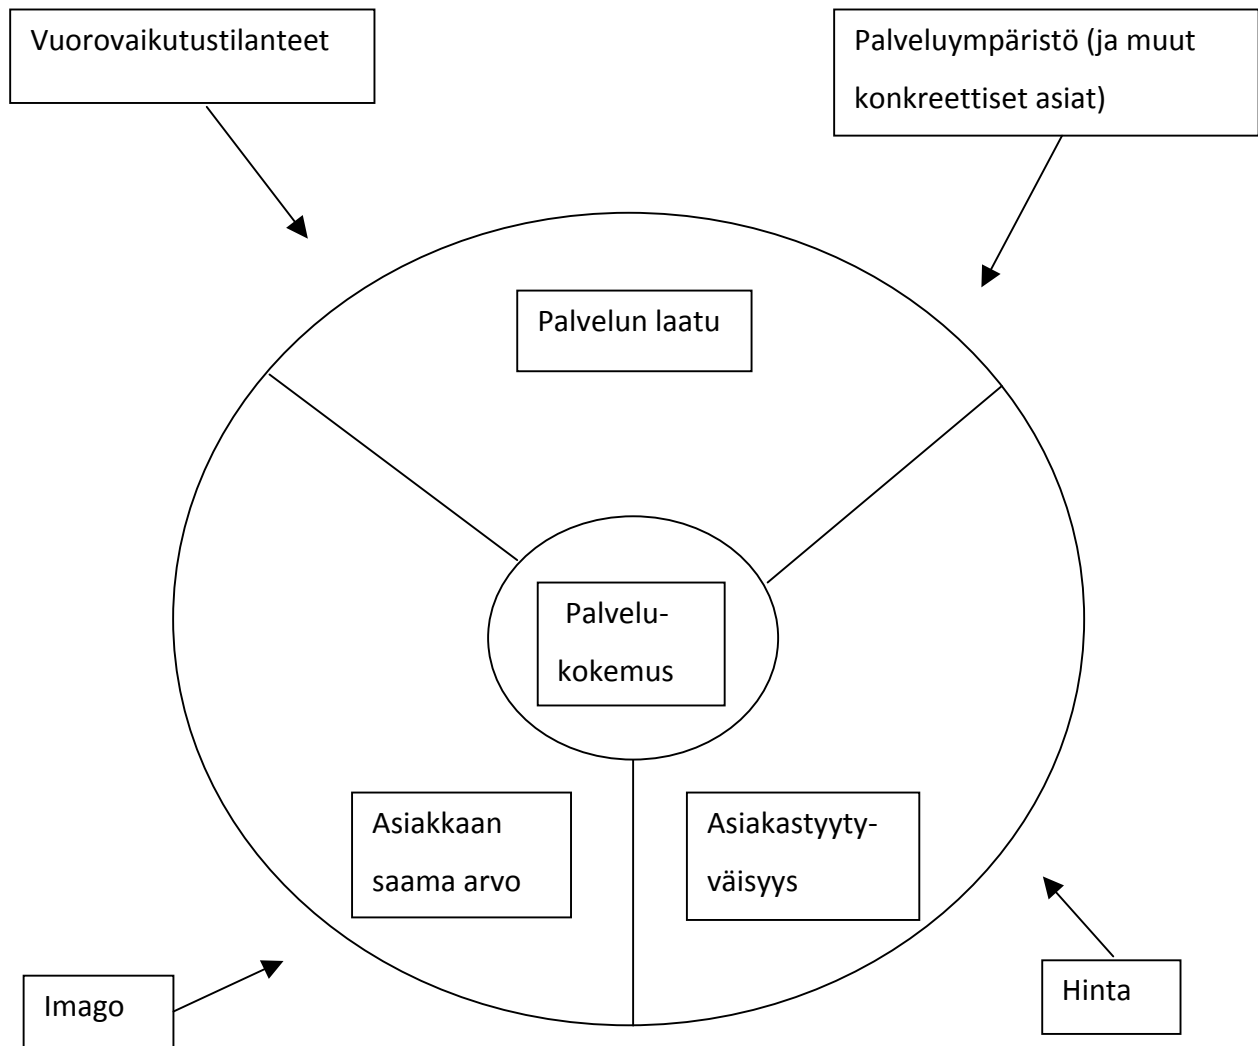 Vuorovaikutustilanteet
Palveluympäristö (ja muut
konkreettiset asiat)
Palvelun laatu
Palvelu-
kokemus
Asiakkaan
saama arvo
Asiakastyyty-
väisyys
Imago
Hinta